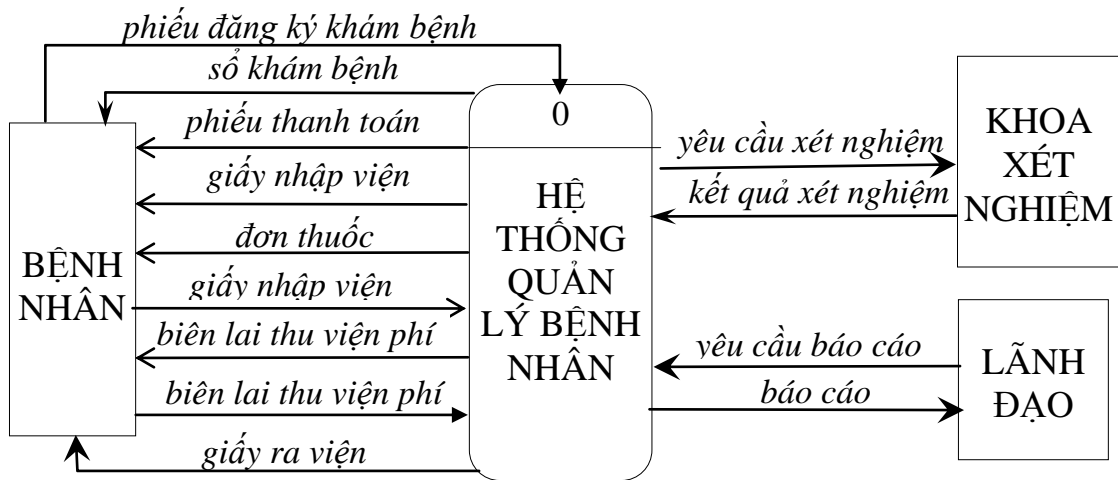 phiếu đăng ký khám bệnh
sổ khám bệnh
phiếu thanh toán
giấy nhập viện
đơn thuốc
giấy nhập viện
biên lai thu viện phí
biên lai thu viện phí
giấy ra viện
BỆNH
NHÂN
0
HỆ
THỐNG
QUẢN
LÝ BỆNH
NHÂN
yêu cầu xét nghiệm
kết quả xét nghiệm
KHOA
XÉT
NGHIỆM
yêu cầu báo cáo
báo cáo
LÃNH
ĐẠO